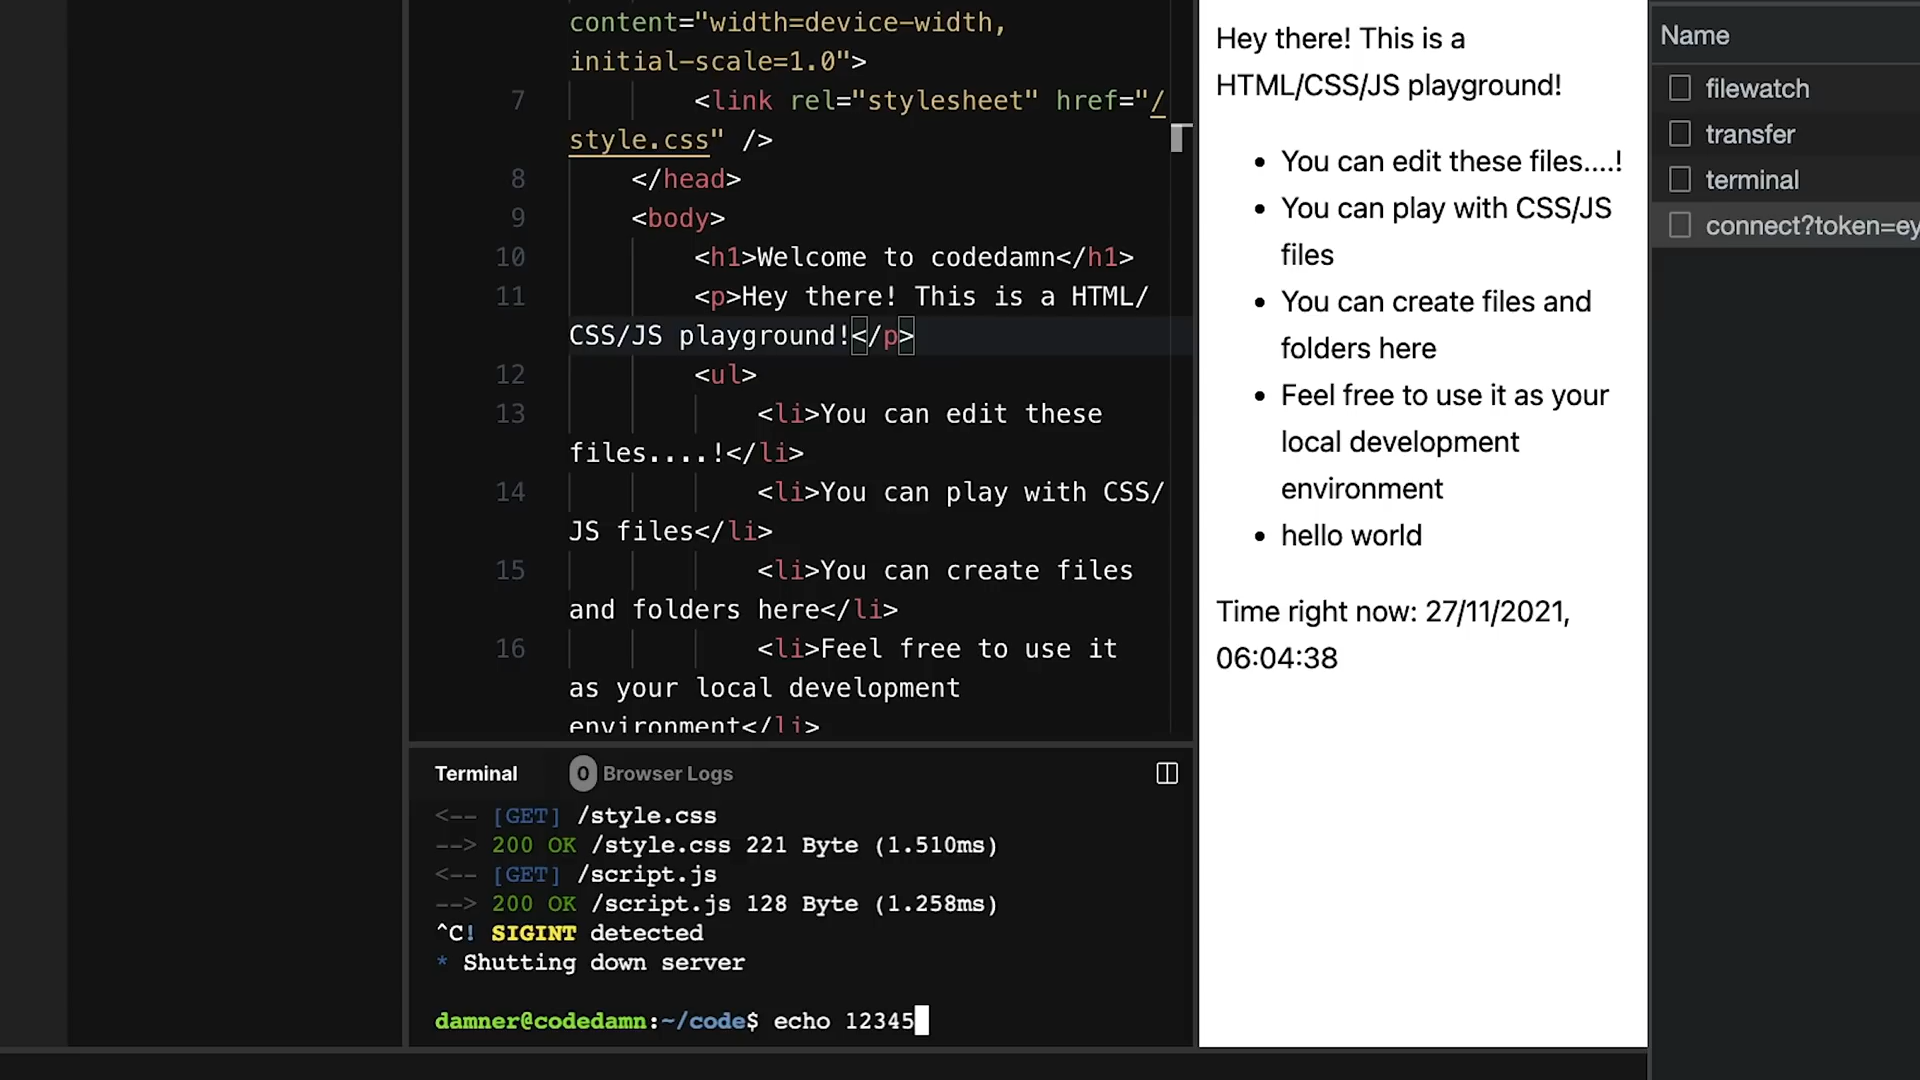 content="width=device-width,
initial-scale=1.0">
7 <link rel="stylesheet" href="/
style.css" />
8 </head>
9 <body>
10 <h1>Welcome to codedamn</h1>
11 <p>Hey there! This is a HTML/
CSS/JS playground!</p>
12 <ul>
13 <li>You can edit these
files....!</li>
14 <li>You can play with CSS/
JS files</li>
15 <li>You can create files
and folders here</li>
16 <li>Feel free to use it
as your local development
environment</li>
Terminal 0 Browser Logs
<-- [GET] /style.css
--> 200 OK /style.css 221 Byte (1.510ms)
<-- [GET] /script.js
--> 200 OK /script.js 128 Byte (1.258ms)
^C! SIGINT detected
* Shutting down server
damner@codedamn:~/code$ echo 12345
Hey there! This is a
HTML/CSS/JS playground!
• You can edit these files....!
• You can play with CSS/JS
files
• You can create files and
folders here
• Feel free to use it as your
local development
environment
• hello world
Time right now: 27/11/2021,
06:04:38
Name
filewatch
transfer
terminal
connect?token=ey